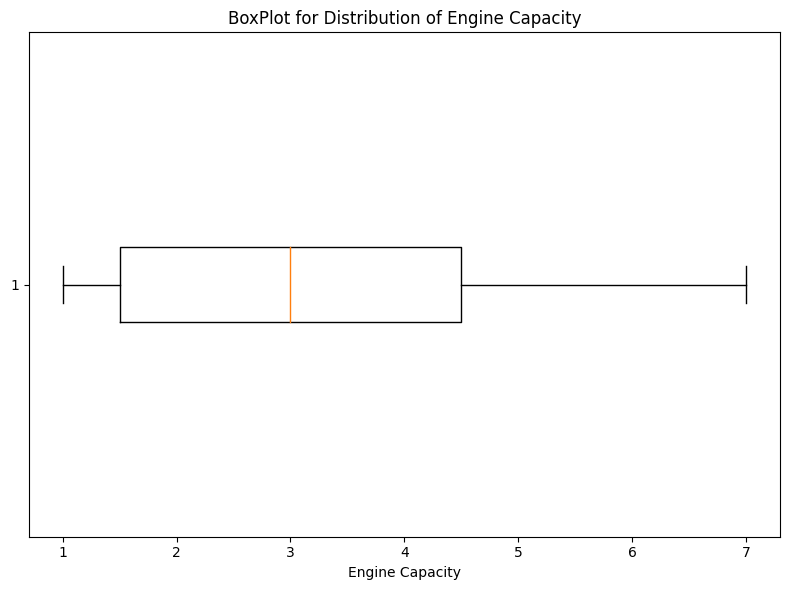 BoxPlot for Distribution of Engine Capacity
1
1 2 3 4 5 6 7
Engine Capacity